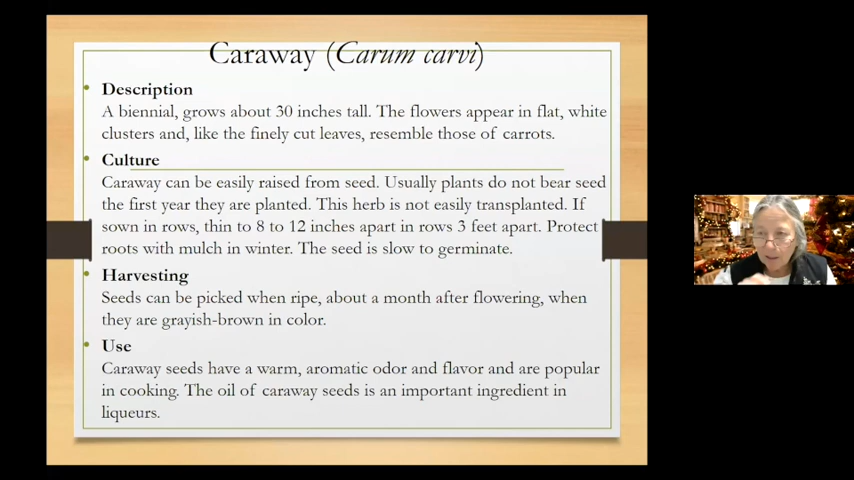 Caraway (Carum carvi)
• Description
A biennial, grows about 30 inches tall. The flowers appear in flat, white
clusters and, like the finely cut leaves, resemble those of carrots.
• Culture
Caraway can be easily raised from seed. Usually plants do not bear seed
the first year they are planted. This herb is not easily transplanted. If
sown in rows, thin to 8 to 12 inches apart in rows 3 feet apart. Protect
roots with mulch in winter. The seed is slow to germinate.
• Harvesting
Seeds can be picked when ripe, about a month after flowering, when
they are grayish-brown in color.
• Use
Caraway seeds have a warm, aromatic odor and flavor and are popular
in cooking. The oil of caraway seeds is an important ingredient in
liqueurs.